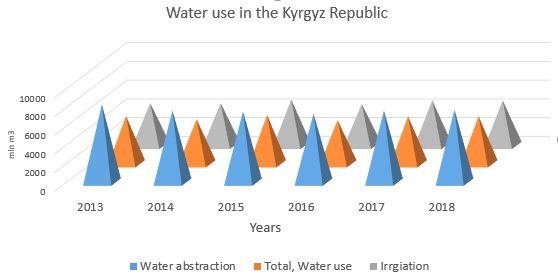 Water use in the Kyrgyz Republic
10000
8000
6000
4000
2000
0
mln m3
2013 2014 2015 2016 2017 2018
Years
Water abstraction Total, Water use Irrgiation